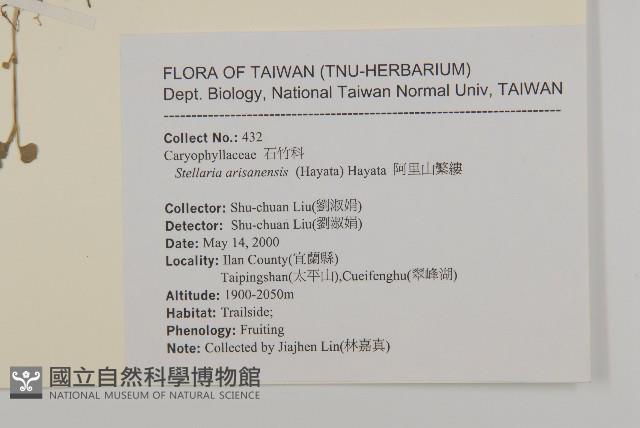 FLORA OF TAIWAN (TNU-HERBARIUM)
Dept. Biology, National Taiwan Normal Univ, TAIWAN
Collect No.: 432
Caryophyllaceae 石竹科
Stellaria arisanensis (Hayata) Hayata 阿里山繁縷
Collector: Shu-chuan Liu(劉淑娟)
Detector: Shu-chuan Liu(劉淑娟)
Date: May 14, 2000
Locality: Ilan County(宜蘭縣)
Taipingshan(太平山),Cueifenghu(翠峰湖)
Altitude: 1900-2050m
Habitat: Trailside;
Phenology: Fruiting
Note: Collected by Jiajhen Lin(林嘉真)
國立自然科學博物館
NATIONAL MUSEUM OF NATURAL SCIENCE